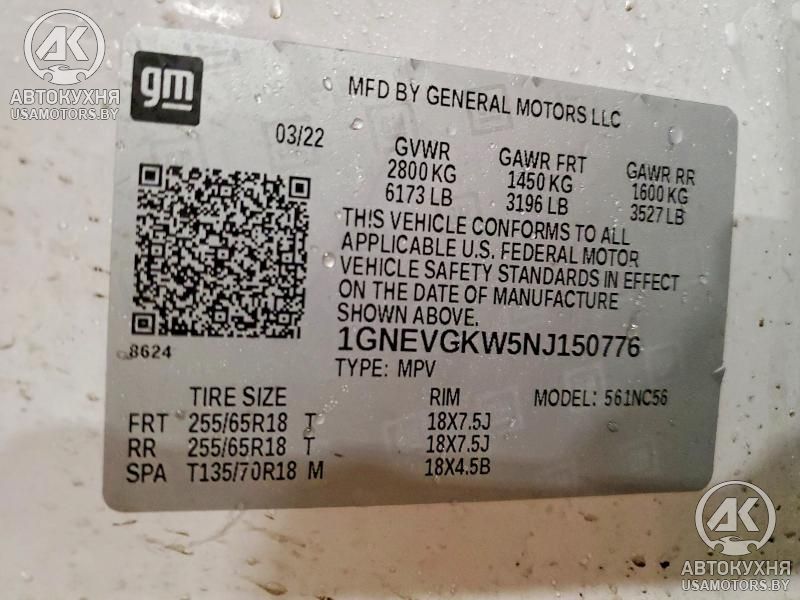 AK
АВТОКУХНЯ
USAMOTORS.BY
gm
MFD BY GENERAL MOTORS LLC
03/22
GVWR GAWR FRT GAWR RR
2800 KG 1450 KG 1600 KG
6173 LB 3196 LB 3527 LB
THIS VEHICLE CONFORMS TO ALL
APPLICABLE U.S. FEDERAL MOTOR
VEHICLE SAFETY STANDARDS IN EFFECT
ON THE DATE OF MANUFACTURE
SHOWN ABOVE.
1GNEVGKW5NJ150776
8624
TYPE: MPV
TIRE SIZE RIM MODEL: 561NC56
FRT 255/65R18 T 18X7.5J
RR 255/65R18 T 18X7.5J
SPA T135/70R18 M 18X4.5B
AK
АВТОКУХНЯ
USAMOTORS.BY